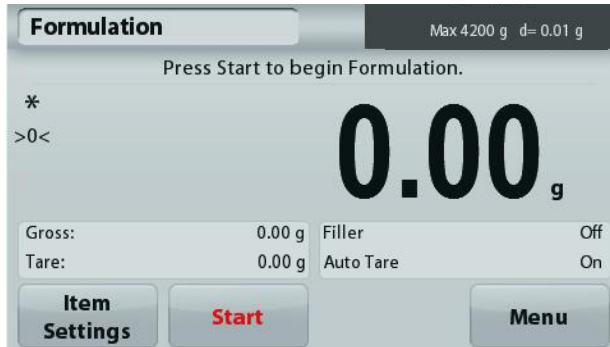 Formulation
Max 4200 g d= 0.01 g
Press Start to begin Formulation.
*
>0<
0.00 g
Gross: 0.00 g Filler Off
Tare: 0.00 g Auto Tare On
Item Settings
Start
Menu